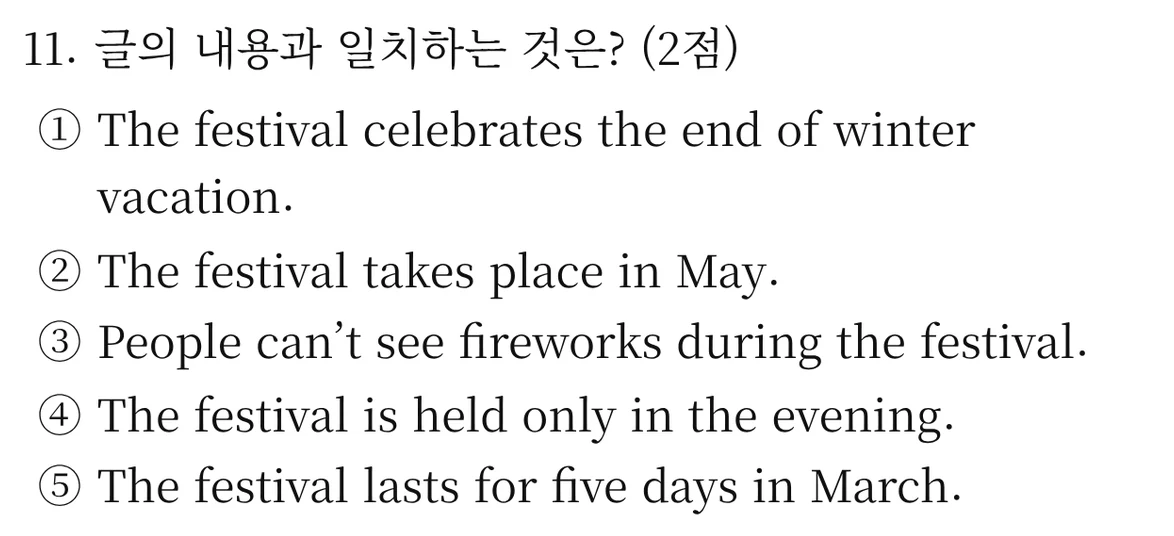 11. 글의 내용과 일치하는 것은? (2점)
① The festival celebrates the end of winter
vacation.
② The festival takes place in May.
③ People can’t see fireworks during the festival.
④ The festival is held only in the evening.
⑤ The festival lasts for five days in March.